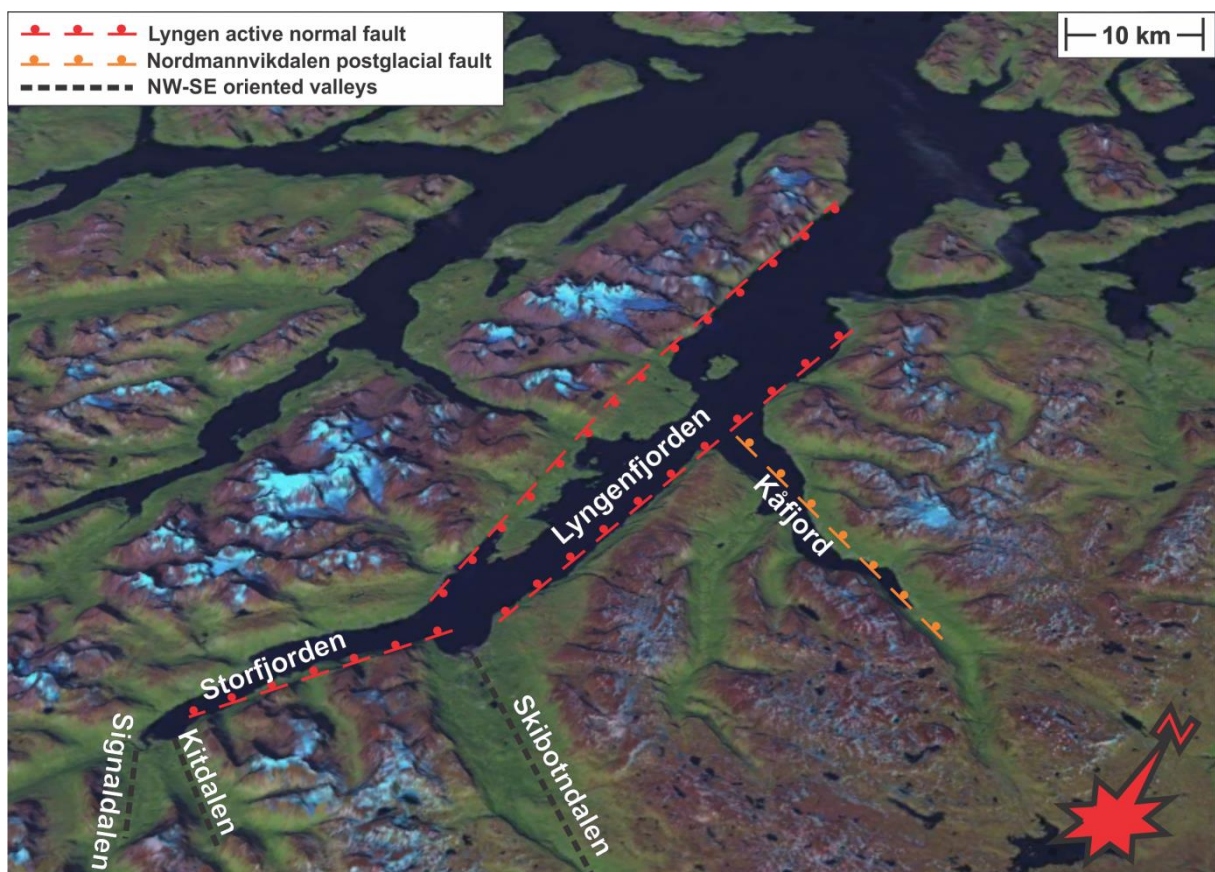 Lyngen active normal fault
Nordmannvikdalen postglacial fault
NW-SE oriented valleys
10 km
Lyngenfjorden
Kåfjord
Storfjorden
Signaldalen
Kitdalen
Skibotndalen
N